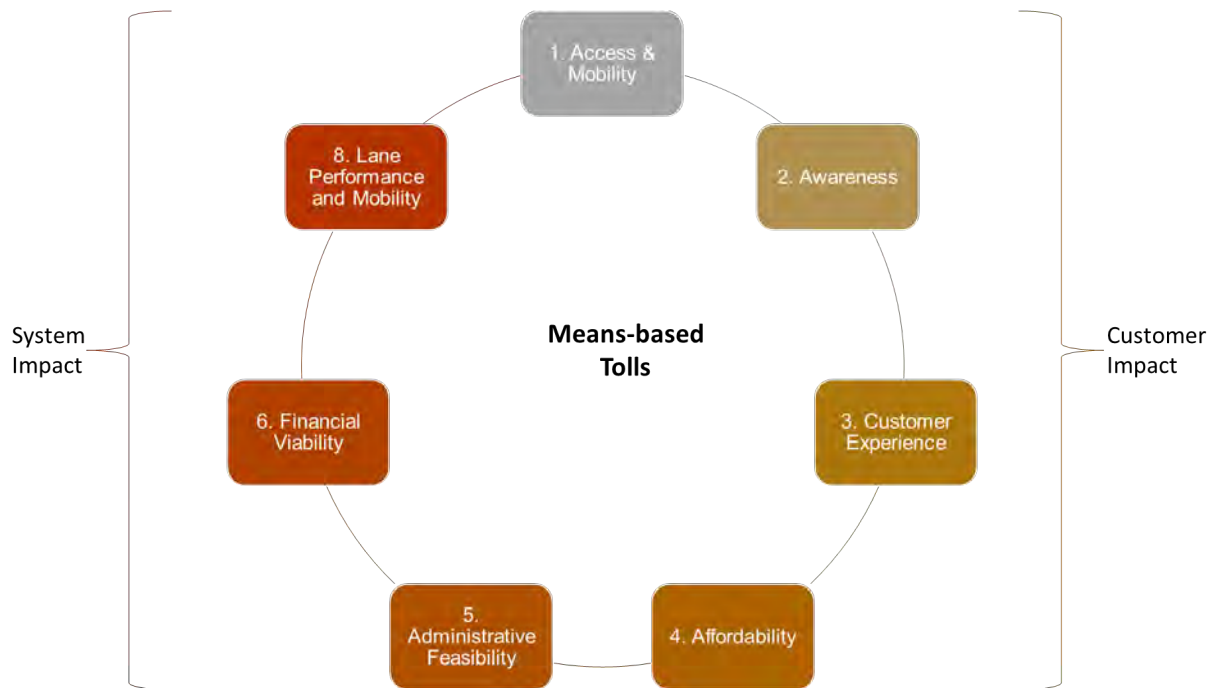 1. Access &
Mobility
2. Awareness
3. Customer
Experience
4. Affordability
5.
Administrative
Feasibility
6. Financial
Viability
8. Lane
Performance
and Mobility
Means-based
Tolls
System
Impact
Customer
Impact